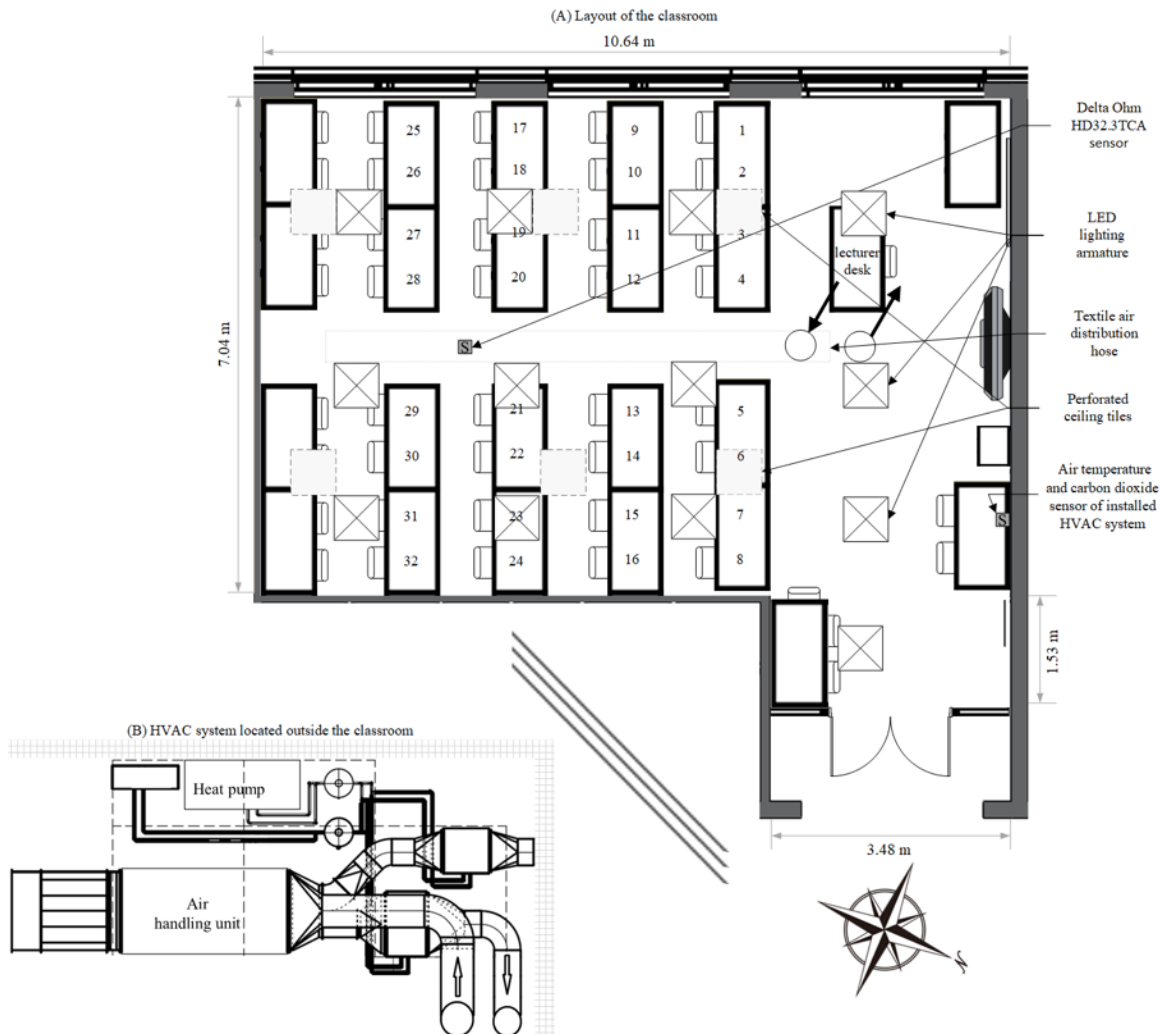 (A) Layout of the classroom
10.64 m
7.04 m
25
26
27
28
17
18
19
20
9
10
11
12
1
2
3
4
lecturer
desk
29
30
31
32
21
22
23
24
13
14
15
16
5
6
7
8
S
S
Delta Ohm
HD32.3TCA
sensor
LED
lighting
armature
Textile air
distribution
hose
Perforated
ceiling tiles
Air temperature
and carbon dioxide
sensor of installed
HVAC system
1.53 m
3.48 m
N
(B) HVAC system located outside the classroom
Heat pump
Air
handling unit